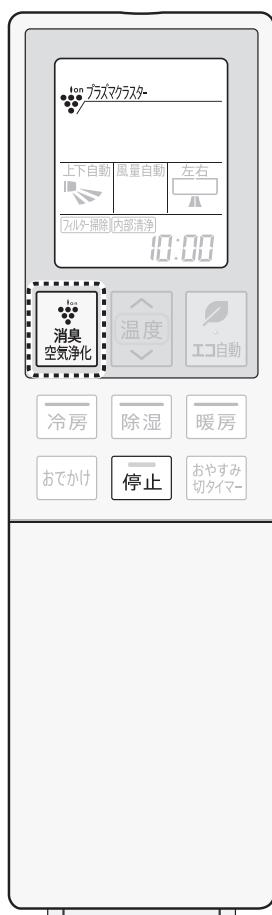 ion プラズマクラスター
上下自動 風量自動 左右
フィルター掃除 内部清浄
10:00
ion
消臭
空気浄化
温度
エコ自動
冷房 除湿 暖房
おでかけ 停止 おやすみ
切タイマー